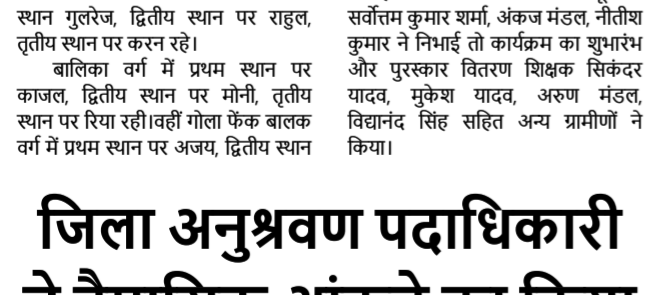 स्थान गुलरेज, द्वितीय स्थान पर राहुल,
तृतीय स्थान पर करन रहे।
बालिका वर्ग में प्रथम स्थान पर
काजल, द्वितीय स्थान पर मोनी, तृतीय
स्थान पर रिया रही।वहीं गोला फेंक बालक
वर्ग में प्रथम स्थान पर अजय, द्वितीय स्थान
सर्वोत्तम कुमार शर्मा, अंकज मंडल, नीतीश
कुमार ने निभाई तो कार्यक्रम का शुभारंभ
और पुरस्कार वितरण शिक्षक सिकंदर
यादव, मुकेश यादव, अरुण मंडल,
विद्यानंद सिंह सहित अन्य ग्रामीणों ने
किया।
जिला अनुश्रवण पदाधिकारी